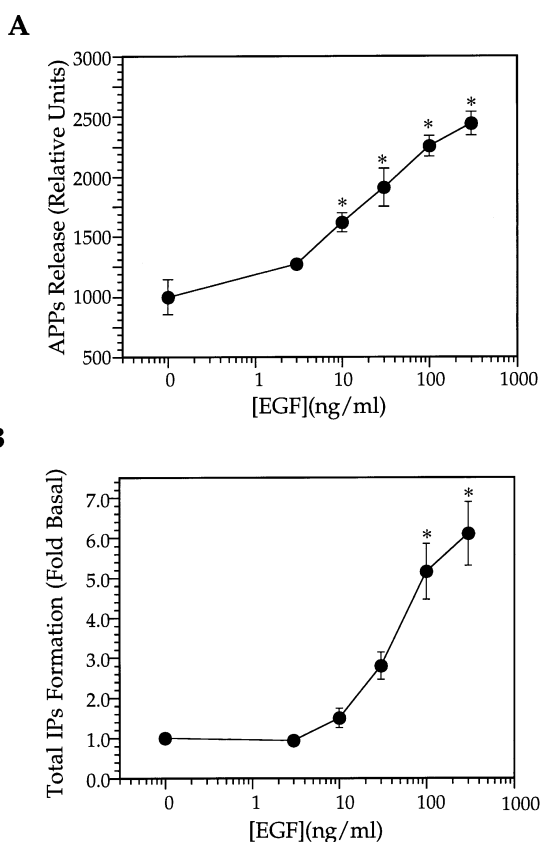 A
APPs Release (Relative Units)
3000
2500
2000
1500
1000
500
*
*
*
*
0 1 10 100 1000
[EGF](ng/ml)
Total IPs Formation (Fold Basal)
7.0
6.0
5.0
4.0
3.0
2.0
1.0
0.0
*
*
0 1 10 100 1000
[EGF](ng/ml)